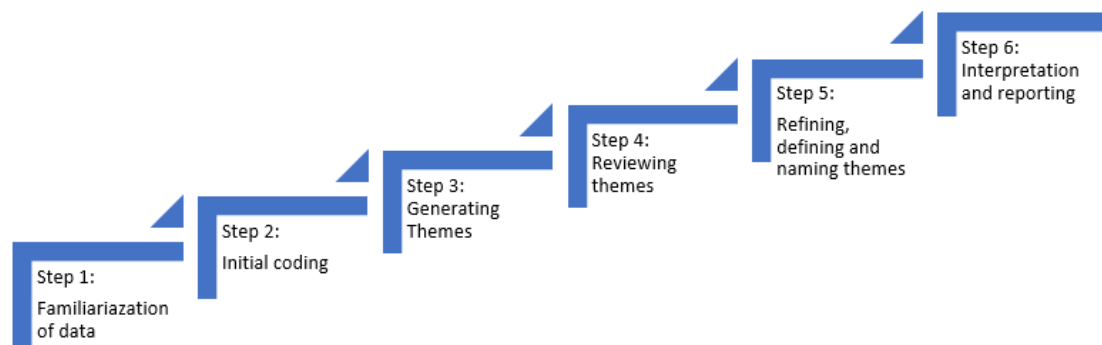 Step 1:
Familiariazation
of data
Step 2:
Initial coding
Step 3:
Generating
Themes
Step 4:
Reviewing
themes
Step 5:
Refining,
defining and
naming themes
Step 6:
Interpretation
and reporting